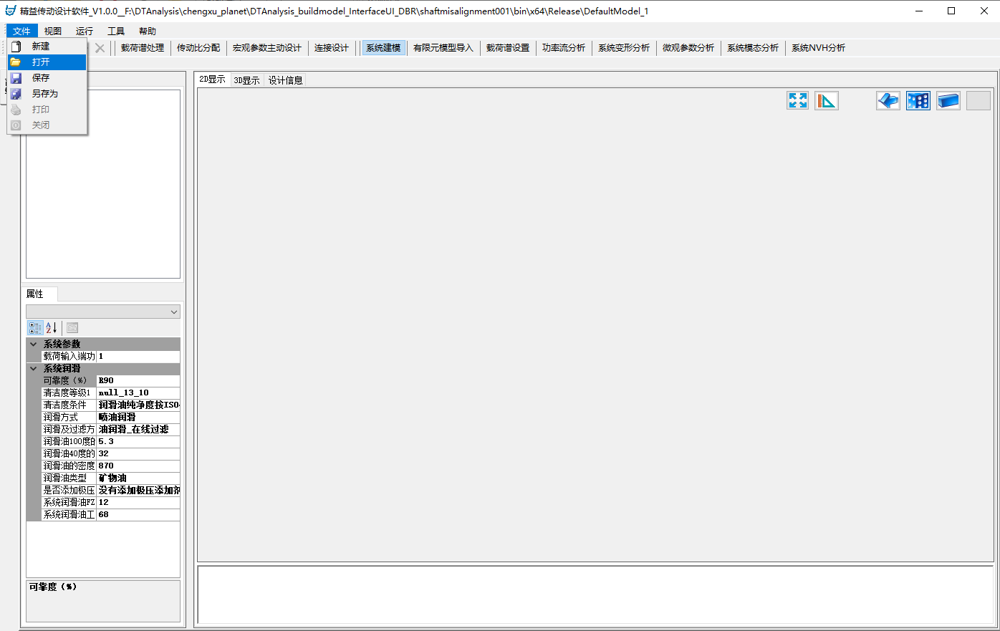 精益传动设计软件_V1.0.0__F:\DTAnalysis\chengxu_planet\DTAnalysis_buildmodel_InterfaceUI_DBR\shaftmisalignment001\bin\x64\Release\DefaultModel_1
文件 视图 运行 工具 帮助
新建
打开
保存
另存为
打印
关闭
载荷谱处理 传动比分配 宏观参数主动设计 连接设计 系统建模 有限元模型导入 载荷谱设置 功率流分析 系统变形分析 微观参数分析 系统模态分析 系统NVH分析
2D显示 3D显示 设计信息
属性
系统参数
载荷输入端功 1
系统润滑
可靠度（%） R90
清洁度等级1 null_13_10
清洁度条件 润滑油纯净度按ISO
润滑方式 喷油润滑
润滑及过滤方 油润滑_在线过滤
润滑油100度的 5.3
润滑油40度的 32
润滑油的密度 870
润滑油类型 矿物油
是否添加极压 没有添加极压添加剂
系统润滑油FZ 12
系统润滑油工 68
可靠度（%）